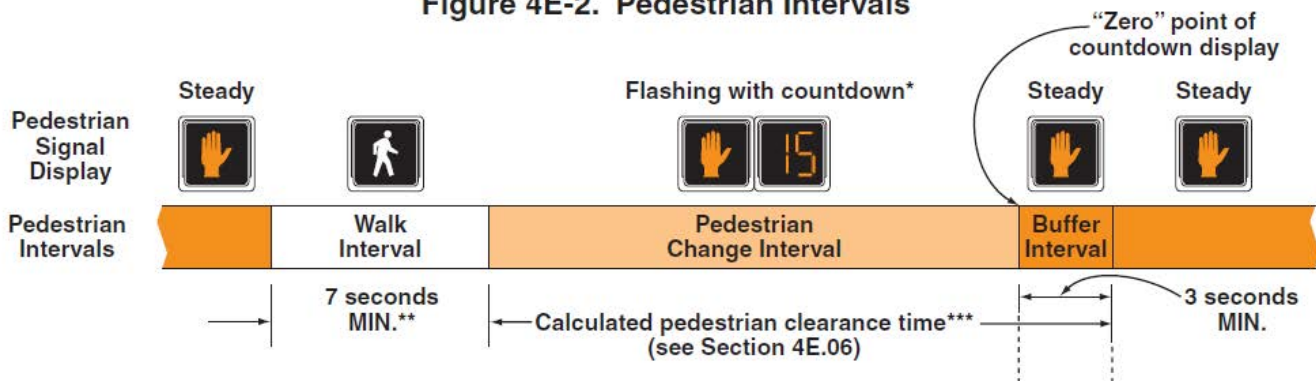 Figure 4E-2. Pedestrian Intervals
“Zero” point of
countdown display
Steady
Flashing with countdown*
Steady
Steady
Pedestrian
Signal
Display
15
Pedestrian
Intervals
Walk
Interval
Pedestrian
Change Interval
Buffer
Interval
7 seconds
MIN.**
Calculated pedestrian clearance time***
(see Section 4E.06)
3 seconds
MIN.